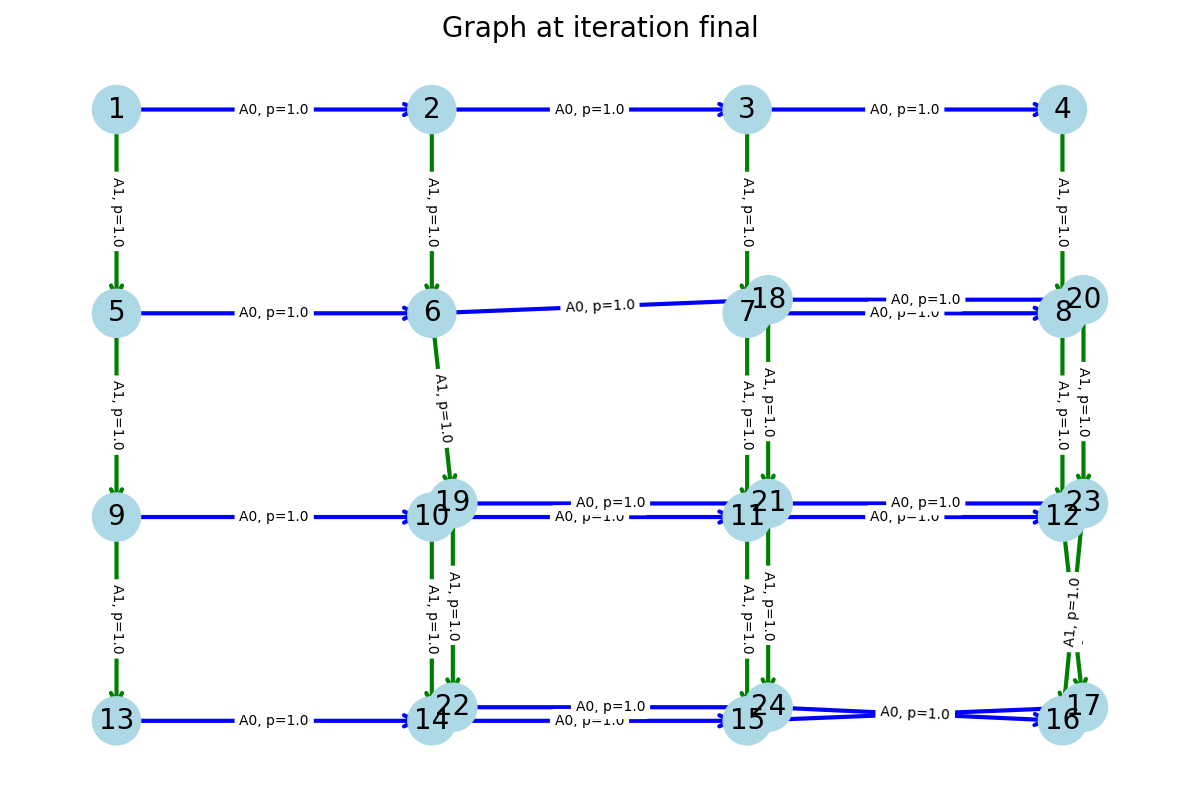 Graph at iteration final
1
A0, p=1.0
2
A0, p=1.0
3
A0, p=1.0
4
A1, p=1.0
A1, p=1.0
A1, p=1.0
A1, p=1.0
5
A0, p=1.0
6
A0, p=1.0
7
18
A0, p=1.0
A0, p=1.0
8
20
A1, p=1.0
A1, p=1.0
A1, p=1.0
A1, p=1.0
A1, p=1.0
A1, p=1.0
9
A0, p=1.0
10
19
A0, p=1.0
A0, p=1.0
11
21
A0, p=1.0
A0, p=1.0
12
23
A1, p=1.0
A1, p=1.0
A1, p=1.0
A1, p=1.0
A1, p=1.0
A1, p=1.0
13
A0, p=1.0
14
22
A0, p=1.0
A0, p=1.0
15
24
A0, p=1.0
16
17